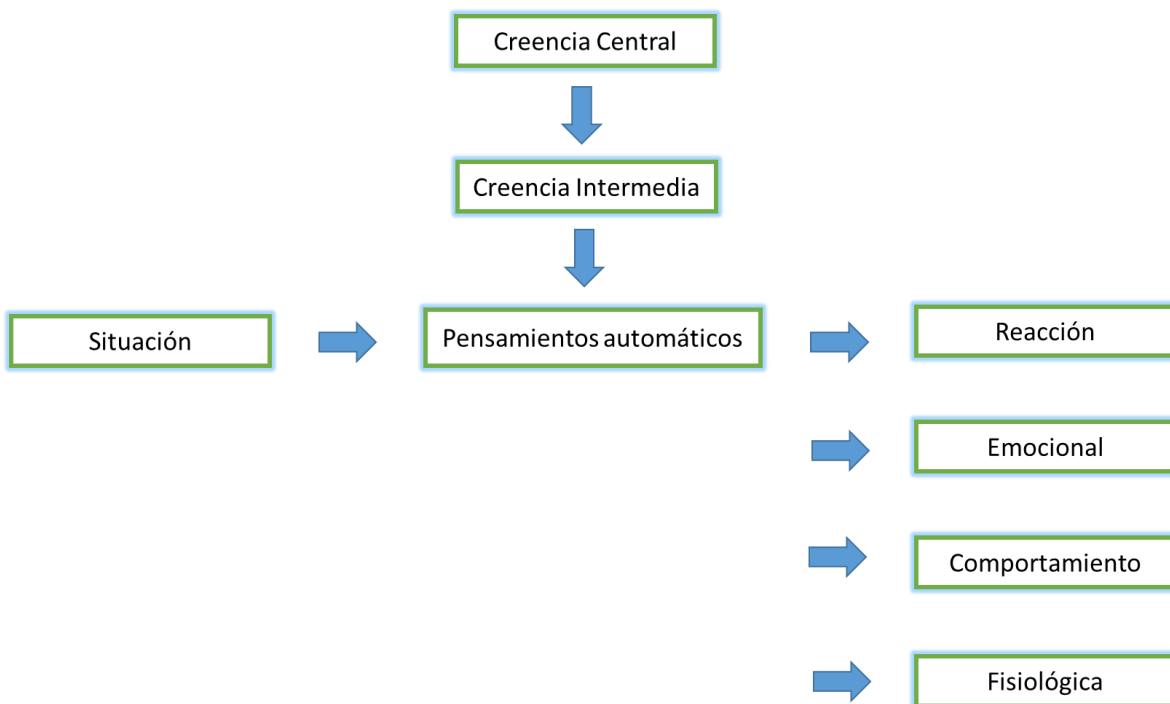 Creencia Central
Creencia Intermedia
Situación
Pensamientos automáticos
Reacción
Emocional
Comportamiento
Fisiológica